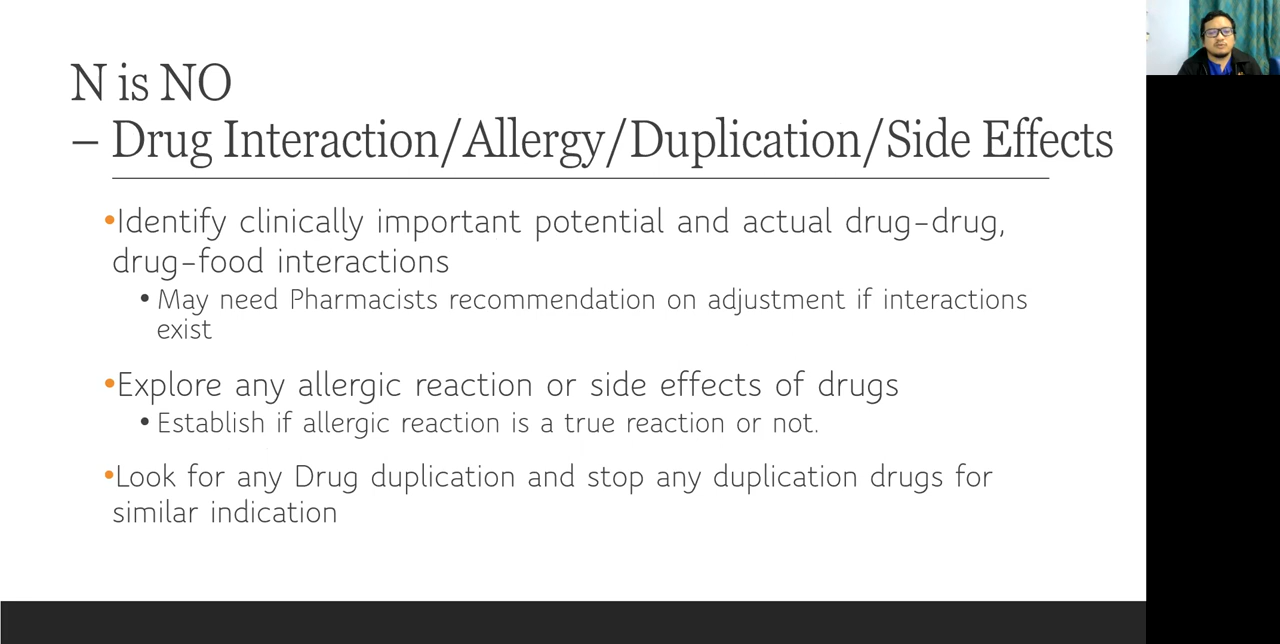 N is NO
– Drug Interaction/Allergy/Duplication/Side Effects
•Identify clinically important potential and actual drug-drug,
drug-food interactions
• May need Pharmacists recommendation on adjustment if interactions
exist
•Explore any allergic reaction or side effects of drugs
• Establish if allergic reaction is a true reaction or not.
•Look for any Drug duplication and stop any duplication drugs for
similar indication